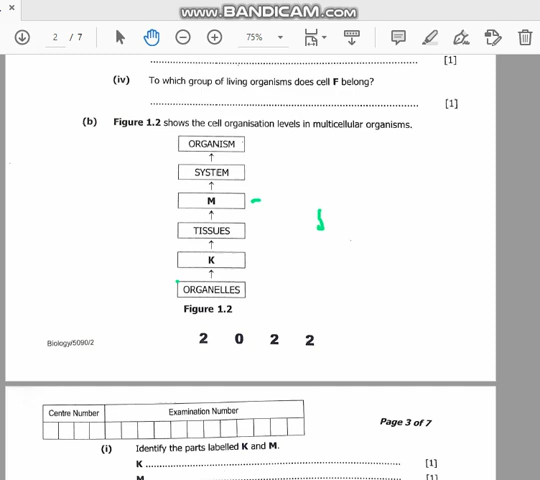 WWW.BANDICAM.COM
2 / 7
75%
[1]
(iv) To which group of living organisms does cell F belong?
[1]
(b) Figure 1.2 shows the cell organisation levels in multicellular organisms.
ORGANISM
↑
SYSTEM
↑
M
↑
TISSUES
↑
K
↑
ORGANELLES
Figure 1.2
Biology/5090/2
2 0 2 2
Centre Number Examination Number
Page 3 of 7
(i) Identify the parts labelled K and M.
K [1]
M [1]